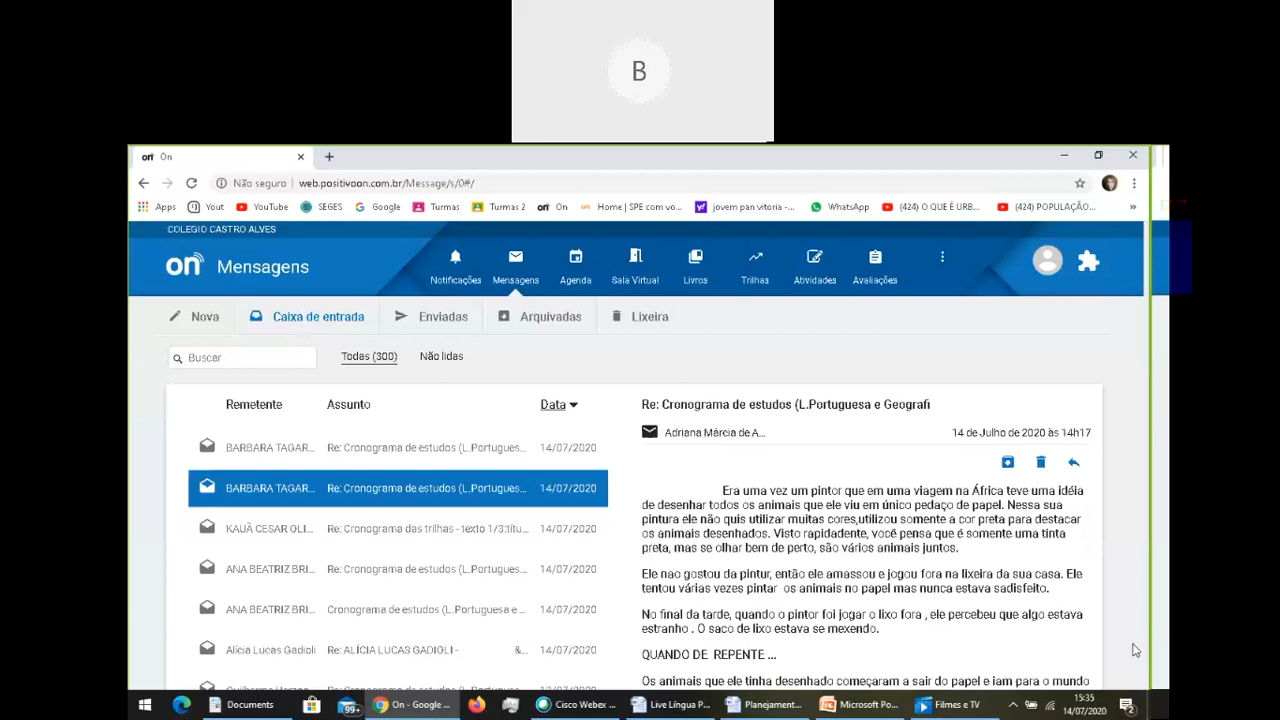 B
on On
Não seguro web.positivoon.com.br/Message/s/0#/
Apps Yout YouTube SEGES Google Turmas Turmas 2 on On Home | SPE com vo... jovem pan vitoria -... WhatsApp (424) O QUE É URB... (424) POPULAÇÃO... »
COLEGIO CASTRO ALVES
on Mensagens
Notificações Mensagens Agenda Sala Virtual Livros Trilhas Atividades Avaliações
Nova Caixa de entrada Enviadas Arquivadas Lixeira
Buscar Todas (300) Não lidas
Remetente Assunto Data
BARBARA TAGAR... Re: Cronograma de estudos (L.Portugues... 14/07/2020
BARBARA TAGAR... Re: Cronograma de estudos (L.Portugues... 14/07/2020
KAUÃ CESAR OLI... Re: Cronograma das trilhas - texto 1/3:títu... 14/07/2020
ANA BEATRIZ BRI... Re: Cronograma de estudos (L.Portugues... 14/07/2020
ANA BEATRIZ BRI... Cronograma de estudos (L.Portuguesa e ... 14/07/2020
Alícia Lucas Gadioli Re: ALÍCIA LUCAS GADIOLI - &... 14/07/2020
Re: Cronograma de estudos (L.Portuguesa e Geografi
Adriana Márcia de A... 14 de Julho de 2020 às 14h17
Era uma vez um pintor que em uma viagem na África teve uma idéia
de desenhar todos os animais que ele viu em único pedaço de papel. Nessa sua
pintura ele não quis utilizar muitas cores,utilizou somente a cor preta para destacar
os animais desenhados. Visto rapidadente, você pensa que é somente uma tinta
preta, mas se olhar bem de perto, são vários animais juntos.
Ele nao gostou da pintur, então ele amassou e jogou fora na lixeira da sua casa. Ele
tentou várias vezes pintar os animais no papel mas nunca estava sadisfeito.
No final da tarde, quando o pintor foi jogar o lixo fora , ele percebeu que algo estava
estranho . O saco de lixo estava se mexendo.
QUANDO DE REPENTE ...
Os animais que ele tinha desenhado começaram a sair do papel e iam para o mundo
Documents 99+ On - Google ... Cisco Webex ... Live Língua P... Planejament... Microsoft Po... Filmes e TV 15:35
14/07/2020 2